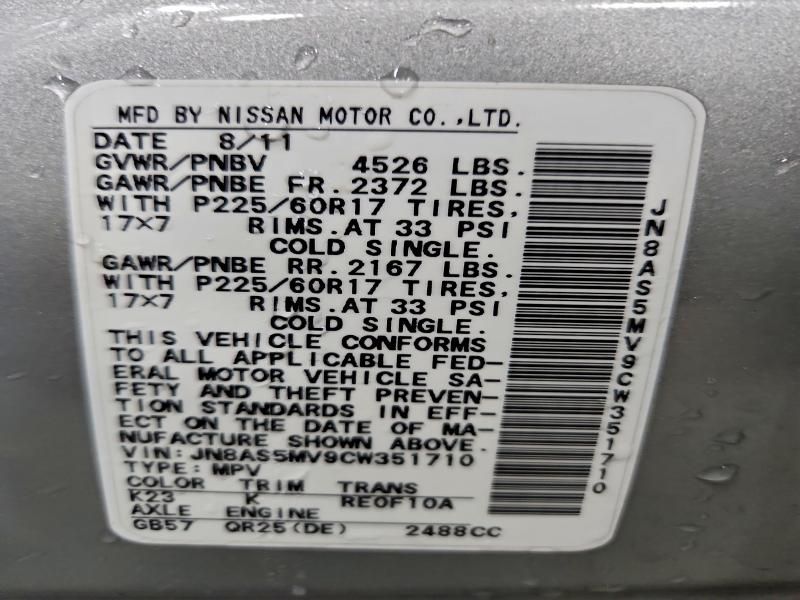 MFD BY NISSAN MOTOR CO.,LTD.
DATE 8/11
GVWR/PNBV 4526 LBS.
GAWR/PNBE FR. 2372 LBS.
WITH P225/60R17 TIRES,
17×7 RIMS. AT 33 PSI
COLD SINGLE.
GAWR/PNBE RR. 2167 LBS.
WITH P225/60R17 TIRES,
17×7 RIMS. AT 33 PSI
COLD SINGLE.
THIS VEHICLE CONFORMS
TO ALL APPLICABLE FED-
ERAL MOTOR VEHICLE SA-
FETY AND THEFT PREVEN-
TION STANDARDS IN EFF-
ECT ON THE DATE OF MA-
NUFACTURE SHOWN ABOVE.
VIN: JN8AS5MV9CW351710
TYPE: MPV
COLOR TRIM TRANS
K23 K RE0F10A
AXLE ENGINE
GB57 QR25(DE) 2488CC
JN8AS5MV9CW351710